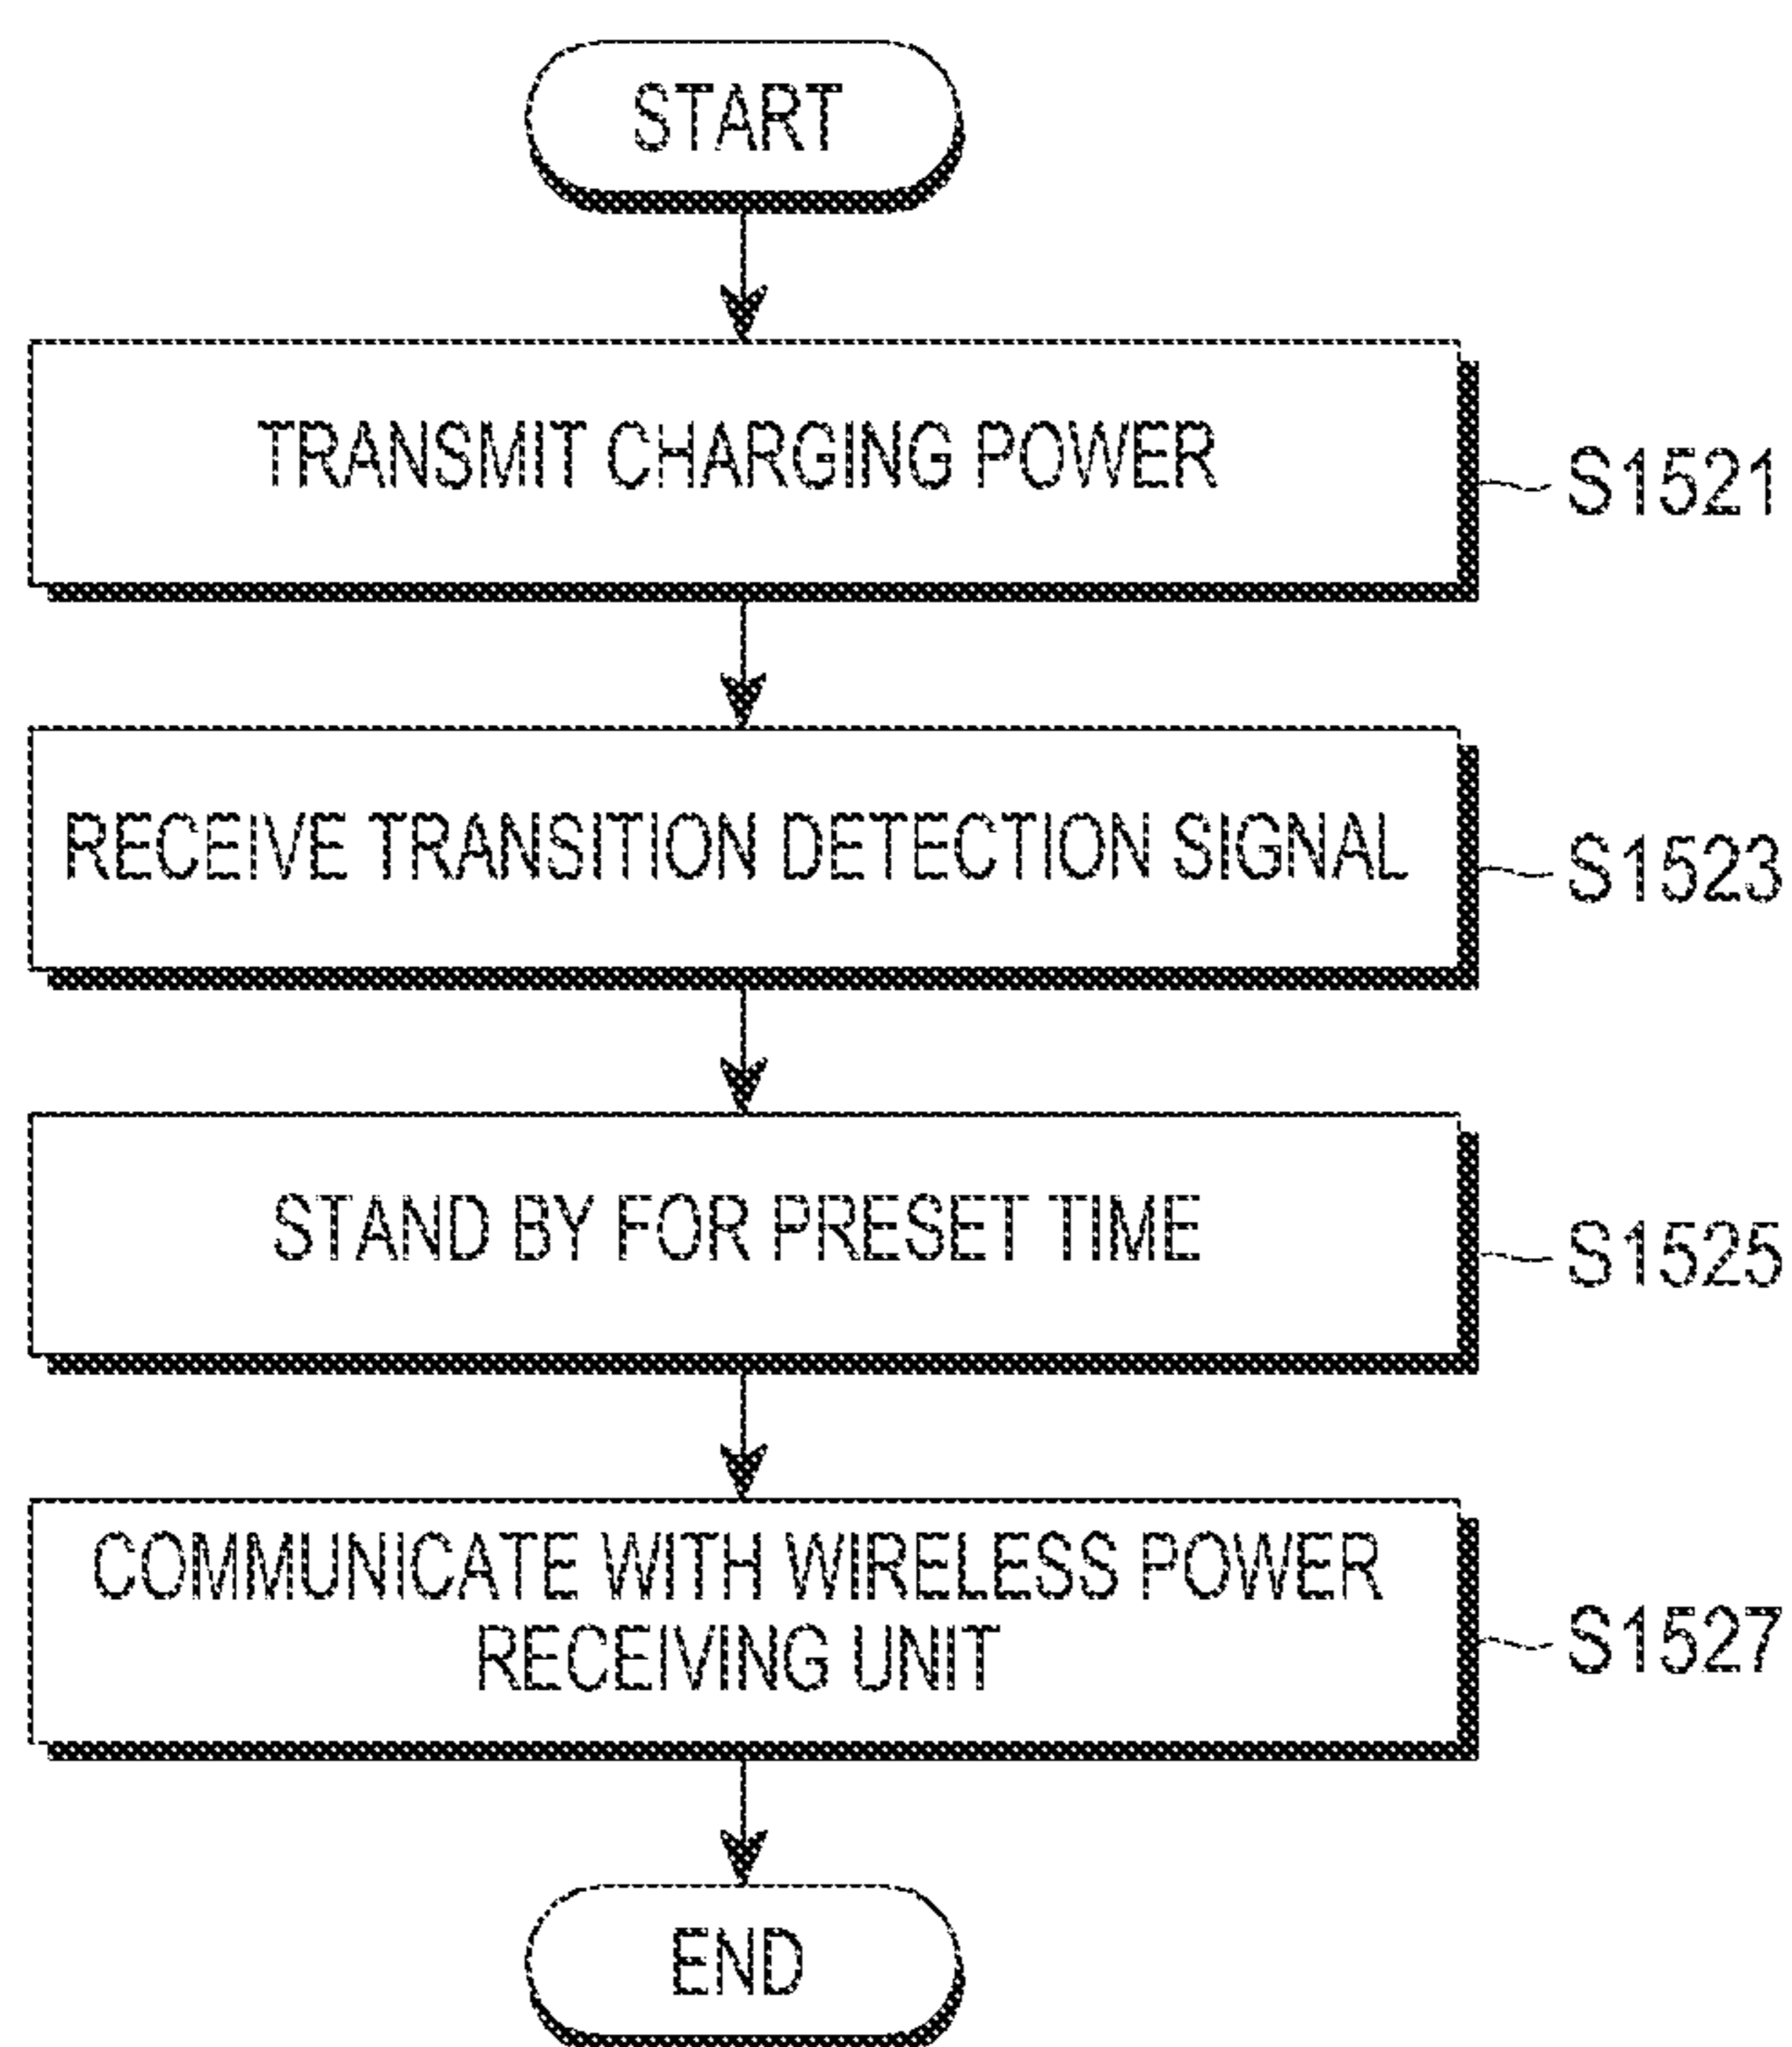 START
TRANSMIT CHARGING POWER
S1521
RECEIVE TRANSITION DETECTION SIGNAL
S1523
STAND BY FOR PRESET TIME
S1525
COMMUNICATE WITH WIRELESS POWER
RECEIVING UNIT
S1527
END